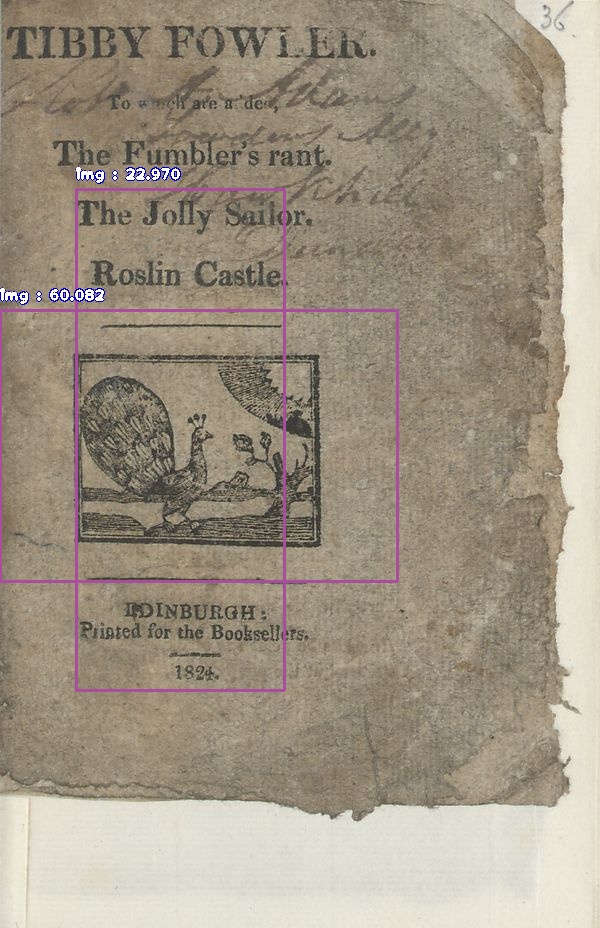 36.
TIBBY FOWLER.
To which are added,
The Fumbler's rant.
Img : 22.970
The Jolly Sailor.
Roslin Castle.
Img : 60.082
EDINBURGH:
Printed for the Booksellers.
1824.